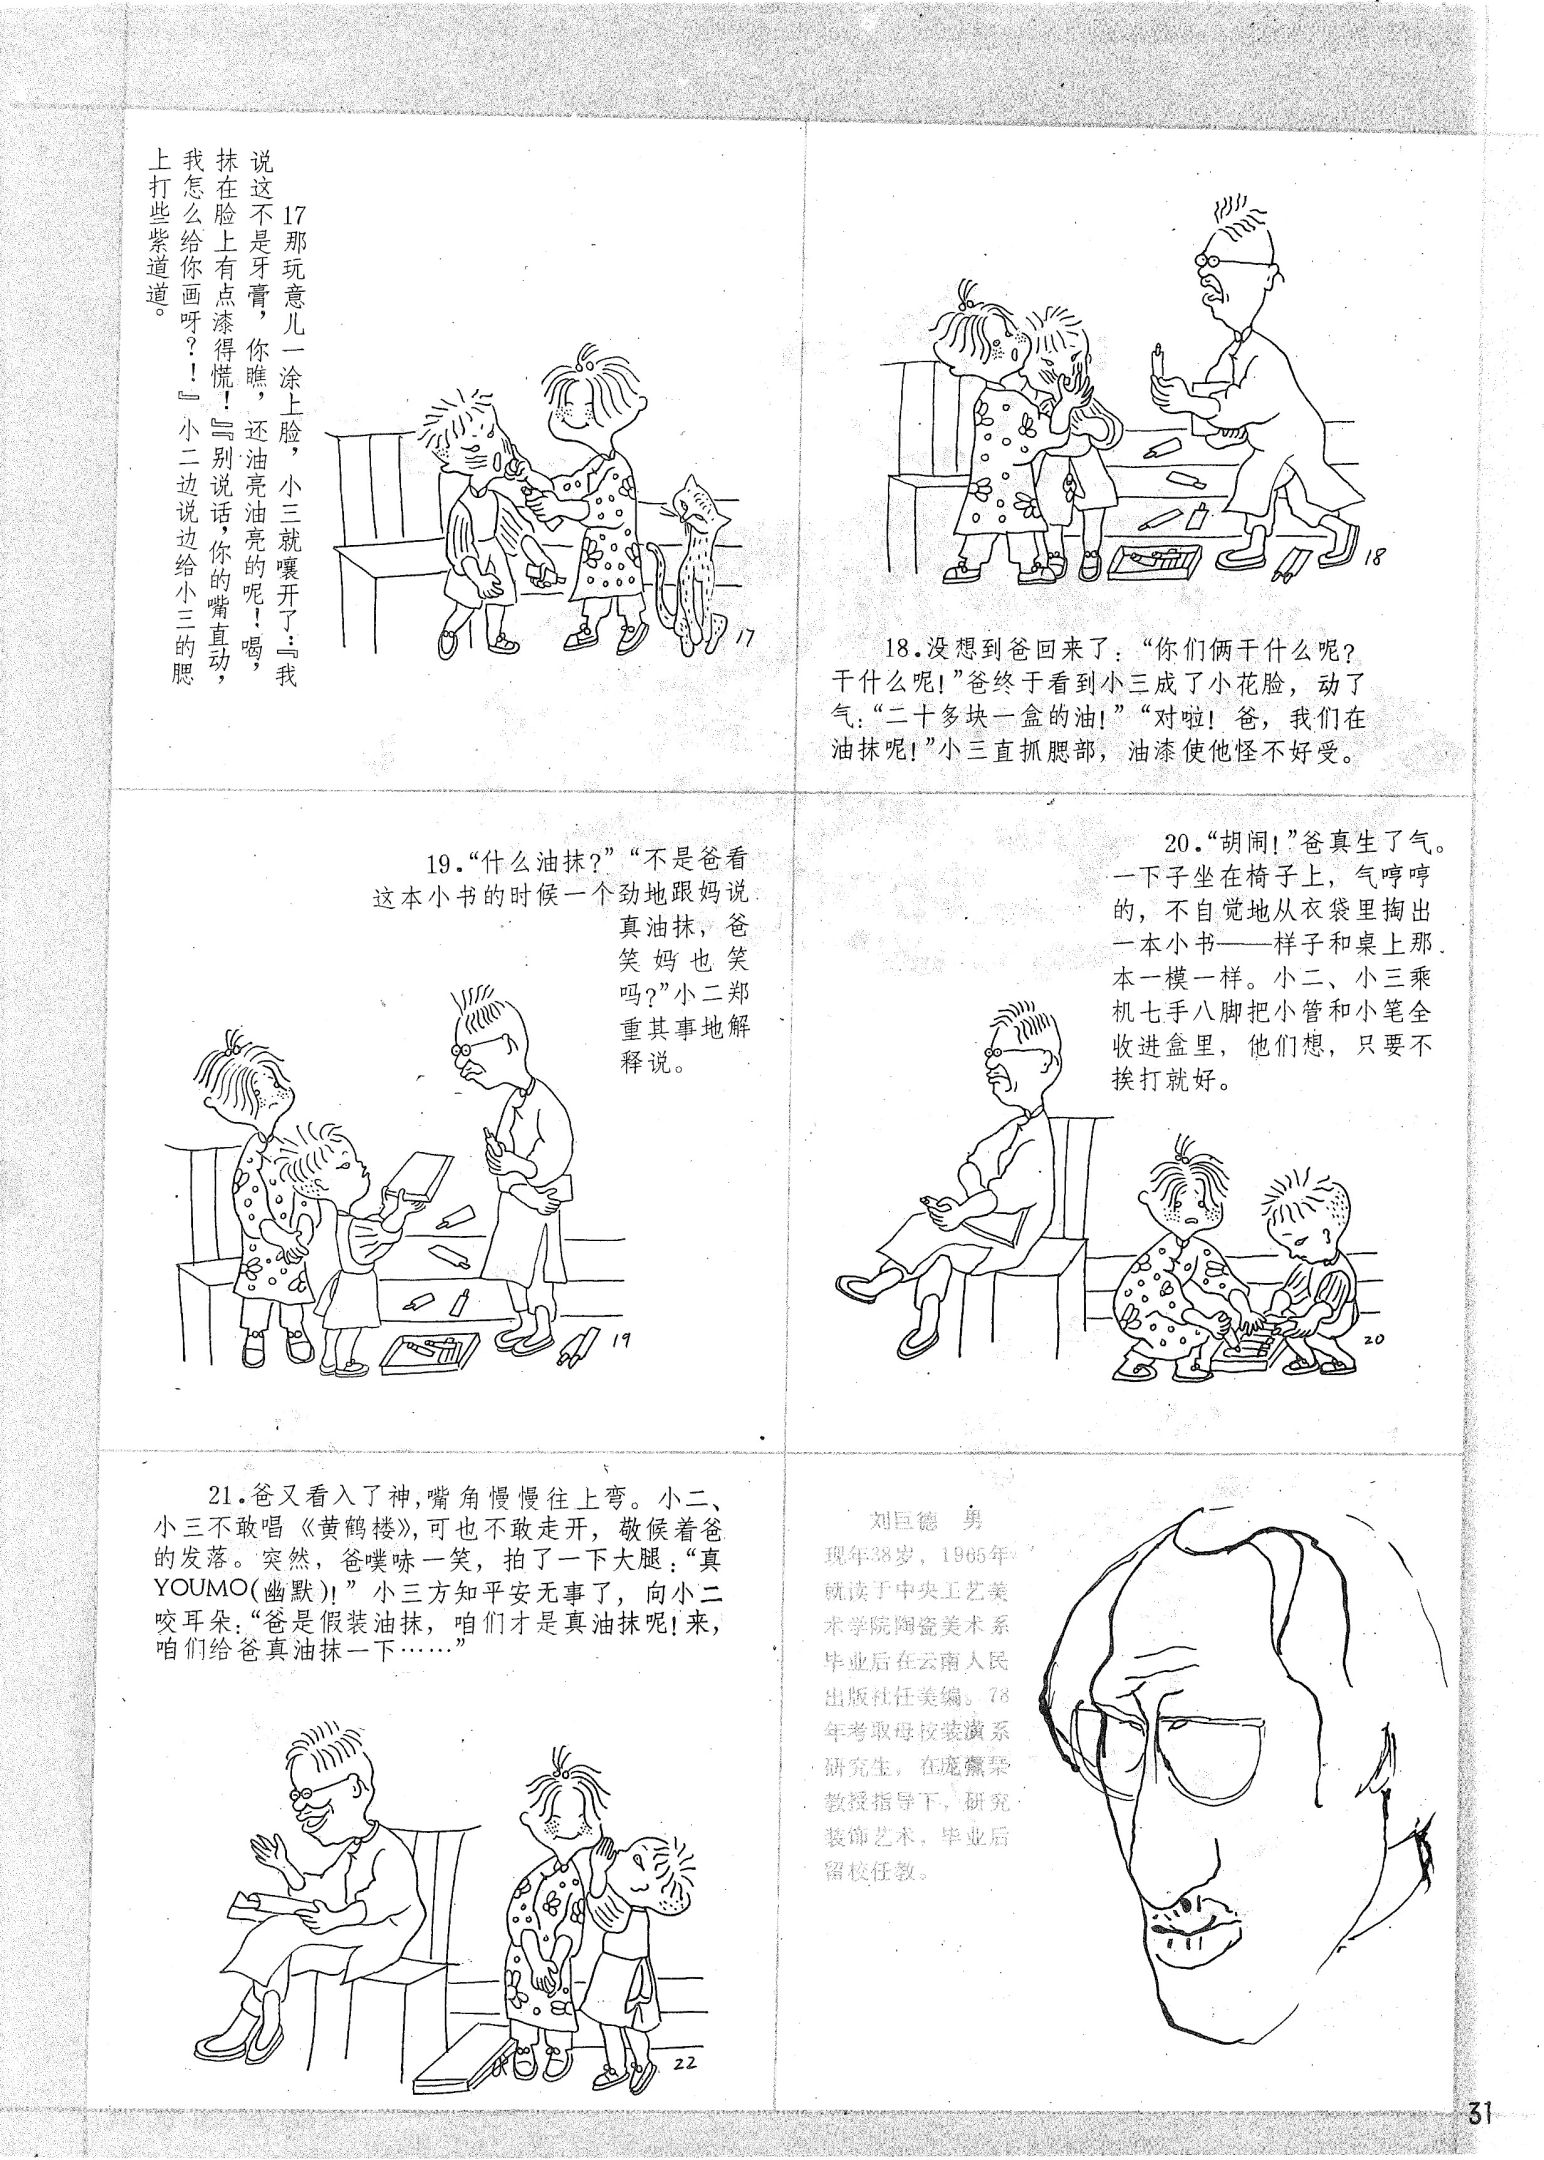 17那玩意儿一涂上脸，小三就嚷开了：『我
说这不是牙膏，你瞧，还油亮油亮的呢！喝，
抹在脸上有点漆得慌！』『别说话，你的嘴直动，
我怎么给你画呀？！』小二边说边给小三的腮
上打些紫道道。
17
18
18.没想到爸回来了：“你们俩干什么呢？
干什么呢！”爸终于看到小三成了小花脸，动了
气：“二十多块一盒的油！”“对啦！爸，我们在
油抹呢！”小三直抓腮部，油漆使他怪不好受。
19.“什么油抹？”“不是爸看
这本小书的时候一个劲地跟妈说
真油抹，爸
笑妈也笑
吗？”小二郑
重其事地解
释说。
19
20.“胡闹！”爸真生了气。
一下子坐在椅子上，气哼哼
的，不自觉地从衣袋里掏出
一本小书——样子和桌上那
本一模一样。小二、小三乘
机七手八脚把小管和小笔全
收进盒里，他们想，只要不
挨打就好。
20
21.爸又看入了神，嘴角慢慢往上弯。小二、
小三不敢唱《黄鹤楼》，可也不敢走开，敬候着爸
的发落。突然，爸噗哧一笑，拍了一下大腿：“真
YOUMO(幽默)！”小三方知平安无事了，向小二
咬耳朵：“爸是假装油抹，咱们才是真油抹呢！来，
咱们给爸真油抹一下……”
22
刘巨德 男
现年38岁，1965年
就读于中央工艺美
术学院陶瓷美术系
毕业后在云南人民
出版社任美编。78
年考取母校装潢系
研究生，在庞薰琹
教授指导下，研究
装饰艺术，毕业后
留校任教。
31